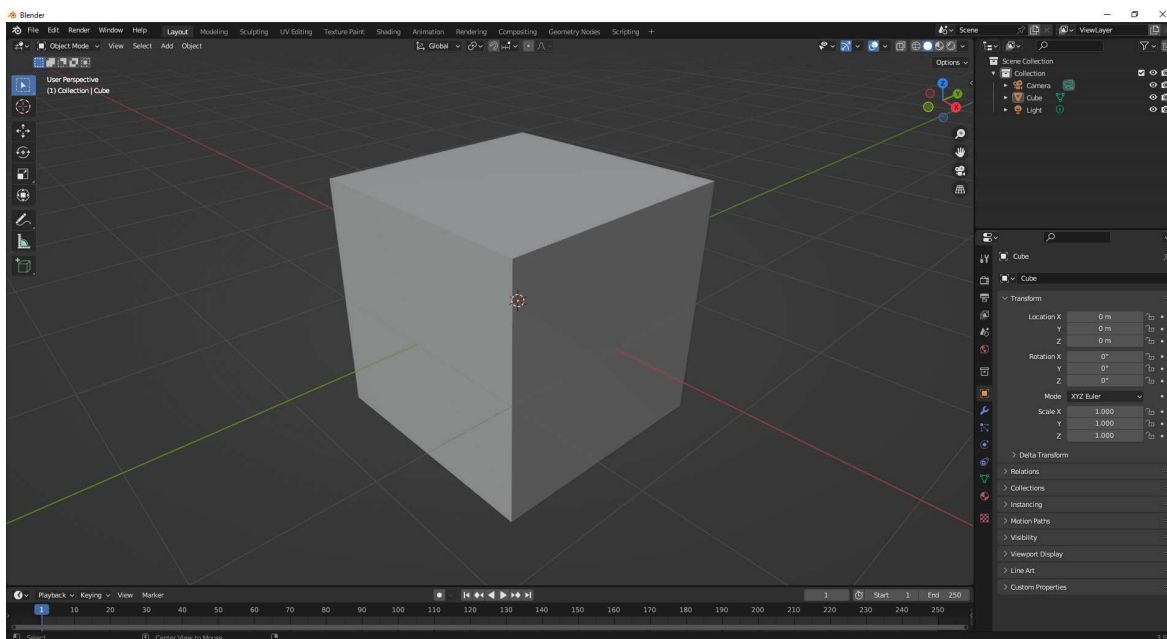 Blender
File Edit Render Window Help Layout Modeling Sculpting UV Editing Texture Paint Shading Animation Rendering Compositing Geometry Nodes Scripting + Scene ViewLayer
Object Mode View Select Add Object Global
Options
User Perspective
(1) Collection | Cube
Z
Y
X
Scene Collection
Collection
Camera
Cube
Light
Cube
Cube
Transform
Location X 0 m
Y 0 m
Z 0 m
Rotation X 0°
Y 0°
Z 0°
Mode XYZ Euler
Scale X 1.000
Y 1.000
Z 1.000
Delta Transform
Relations
Collections
Instancing
Motion Paths
Visibility
Viewport Display
Line Art
Custom Properties
Playback Keying View Marker 1 Start 1 End 250
1 10 20 30 40 50 60 70 80 90 100 110 120 130 140 150 160 170 180 190 200 210 220 230 240 250
Select Center View to Mouse